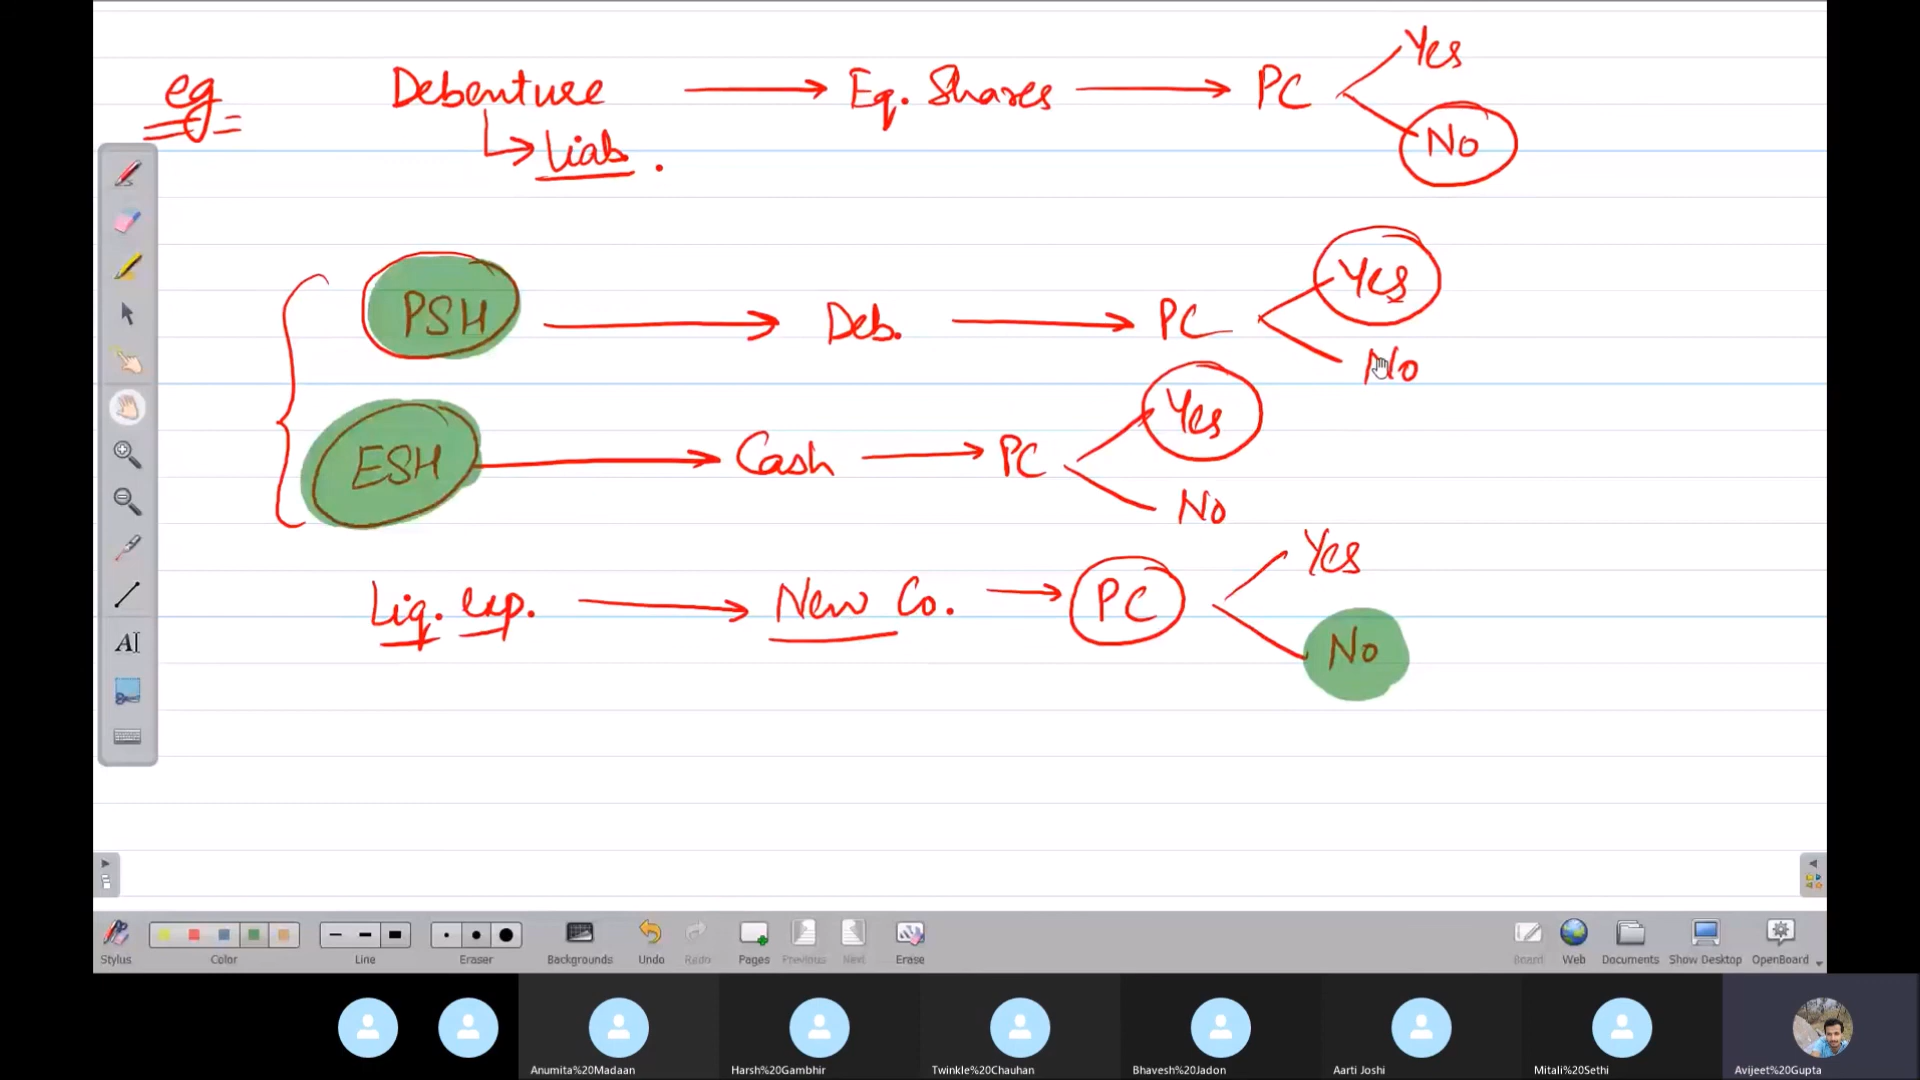 eg Debenture → Eq. Shares → PC Yes
No
↳ Liab.
PSH → Deb. → PC Yes
No
ESH → Cash → PC Yes
No
Liq. exp. → New Co. → PC Yes
No
AI
Stylus Color Line Eraser Backgrounds Undo Redo Pages Previous Next Erase Board Web Documents Show Desktop OpenBoard
Anumita%20Madaan Harsh%20Gambhir Twinkle%20Chauhan Bhavesh%20Jadon Aarti Joshi Mitali%20Sethi Avijeet%20Gupta